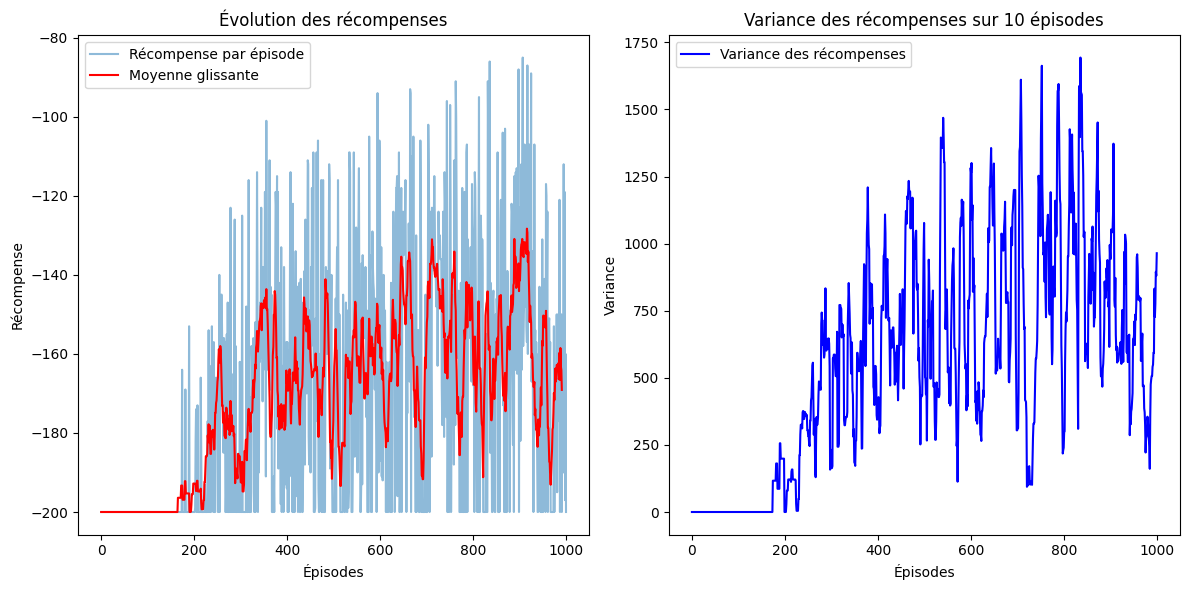 Évolution des récompenses
Récompense par épisode
Moyenne glissante
−80
−100
−120
−140
−160
−180
−200
Récompense
0 200 400 600 800 1000
Épisodes
Variance des récompenses sur 10 épisodes
Variance des récompenses
1750
1500
1250
1000
750
500
250
0
Variance
0 200 400 600 800 1000
Épisodes